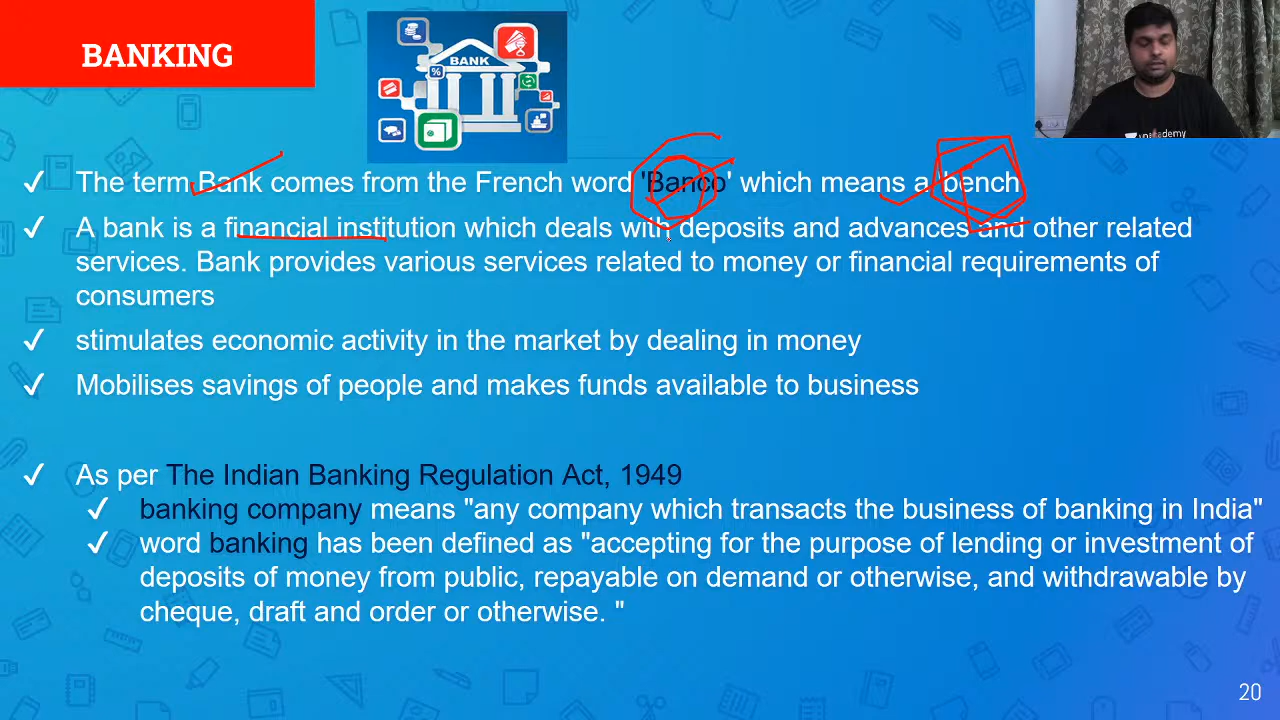 BANKING
BANK
%
✓ The term Bank comes from the French word 'Banco' which means a 'bench
✓ A bank is a financial institution which deals with deposits and advances and other related
services. Bank provides various services related to money or financial requirements of
consumers
✓ stimulates economic activity in the market by dealing in money
✓ Mobilises savings of people and makes funds available to business
✓ As per The Indian Banking Regulation Act, 1949
✓ banking company means "any company which transacts the business of banking in India"
✓ word banking has been defined as "accepting for the purpose of lending or investment of
deposits of money from public, repayable on demand or otherwise, and withdrawable by
cheque, draft and order or otherwise. "
20